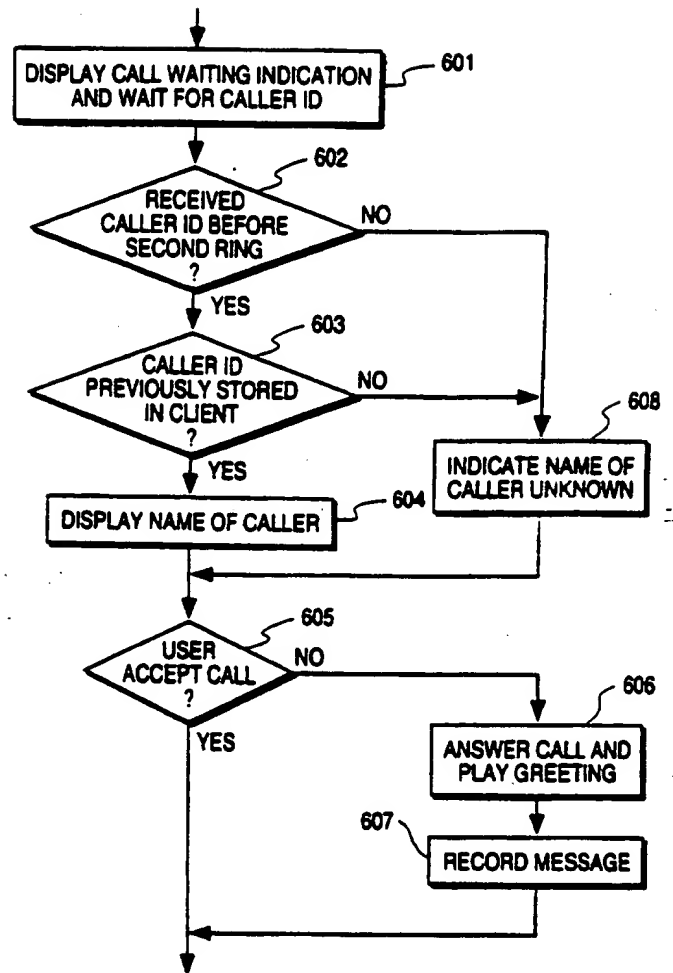 DISPLAY CALL WAITING INDICATION
AND WAIT FOR CALLER ID
601
602
RECEIVED
CALLER ID BEFORE
SECOND RING
?
NO
YES
603
CALLER ID
PREVIOUSLY STORED
IN CLIENT
?
NO
YES
608
INDICATE NAME OF
CALLER UNKNOWN
604
DISPLAY NAME OF CALLER
605
USER
ACCEPT CALL
?
NO
YES
606
ANSWER CALL AND
PLAY GREETING
607
RECORD MESSAGE